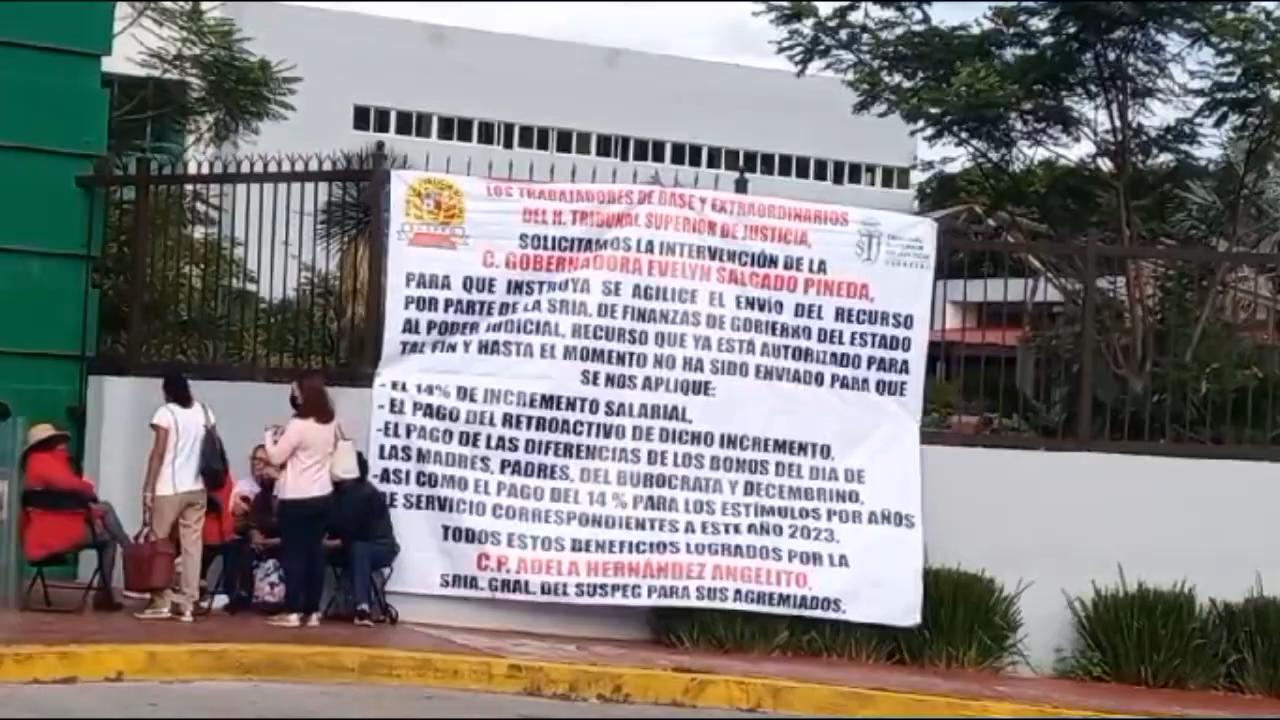 LOS TRABAJADORES DE BASE Y EXTRAORDINARIOS
DEL H. TRIBUNAL SUPERIOR DE JUSTICIA,
SOLICITAMOS LA INTERVENCIÓN DE LA
C. GOBERNADORA EVELYN SALGADO PINEDA,
PARA QUE INSTRUYA SE AGILICE EL ENVÍO DEL RECURSO
POR PARTE DE LA SRIA. DE FINANZAS DE GOBIERNO DEL ESTADO
AL PODER JUDICIAL, RECURSO QUE YA ESTÁ AUTORIZADO PARA
TAL FIN Y HASTA EL MOMENTO NO HA SIDO ENVIADO PARA QUE
SE NOS APLIQUE:
- EL 14% DE INCREMENTO SALARIAL,
- EL PAGO DEL RETROACTIVO DE DICHO INCREMENTO,
-EL PAGO DE LAS DIFERENCIAS DE LOS BONOS DEL DIA DE
LAS MADRES, PADRES, DEL BUROCRATA Y DECEMBRINO,
-ASI COMO EL PAGO DEL 14 % PARA LOS ESTÍMULOS POR AÑOS
DE SERVICIO CORRESPONDIENTES A ESTE AÑO 2023.
TODOS ESTOS BENEFICIOS LOGRADOS POR LA
C.P. ADELA HERNÁNDEZ ANGELITO,
SRIA. GRAL. DEL SUSPEG PARA SUS AGREMIADOS.